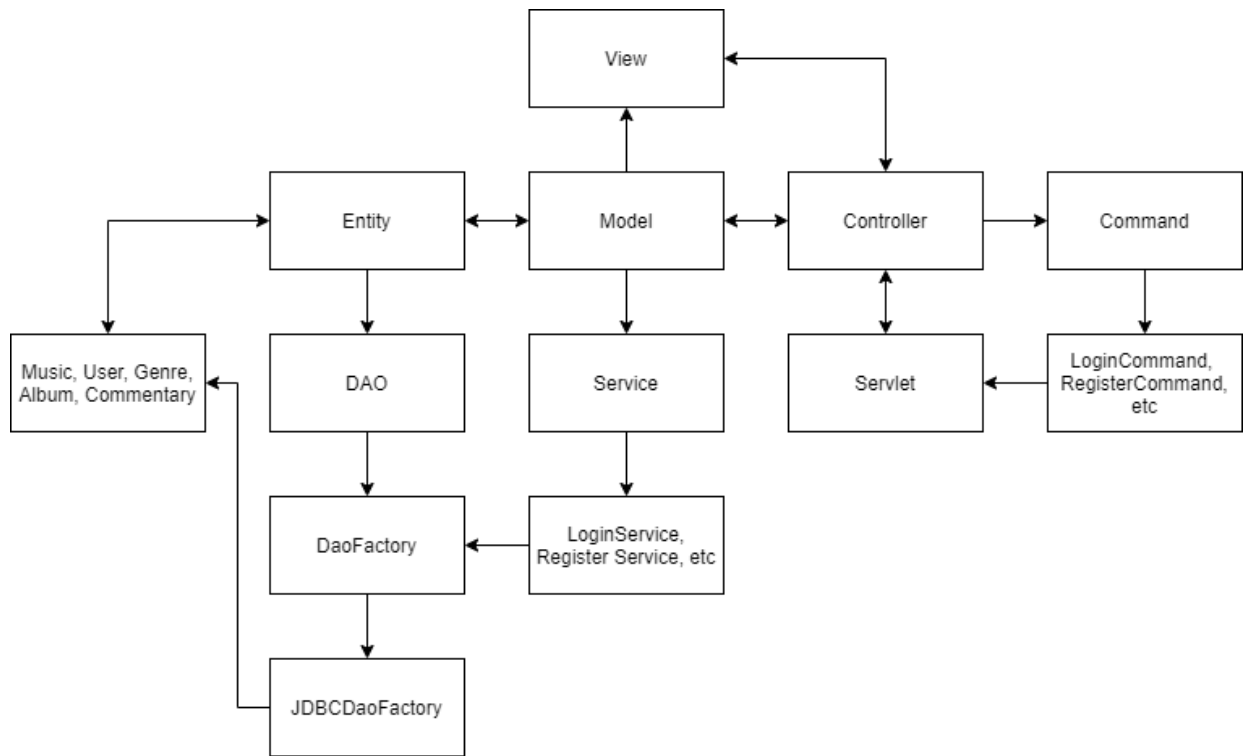 View
Entity
Model
Controller
Command
Music, User, Genre,
Album, Commentary
DAO
Service
Servlet
LoginCommand,
RegisterCommand,
etc
DaoFactory
LoginService,
Register Service, etc
JDBCDaoFactory